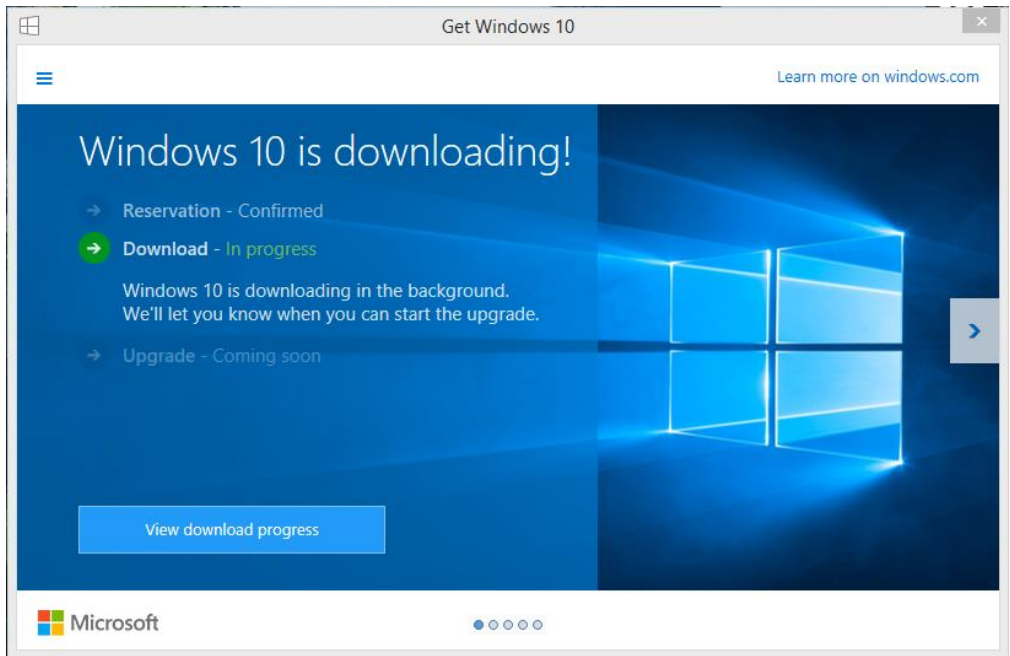 Get Windows 10
Learn more on windows.com
Windows 10 is downloading!
Reservation - Confirmed
Download - In progress
Windows 10 is downloading in the background.
We'll let you know when you can start the upgrade.
Upgrade - Coming soon
View download progress
Microsoft